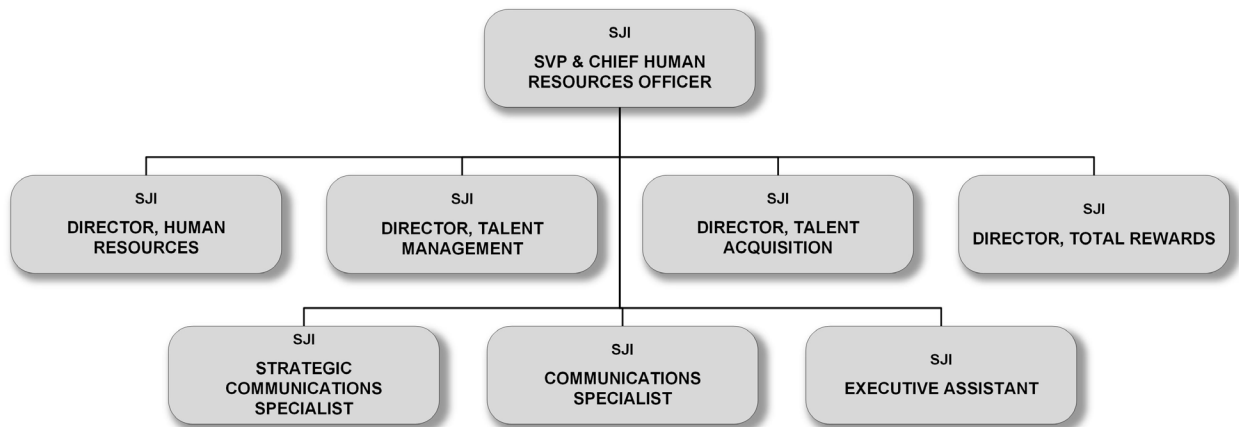 SJI
SVP & CHIEF HUMAN
RESOURCES OFFICER
SJI
DIRECTOR, HUMAN
RESOURCES
SJI
DIRECTOR, TALENT
MANAGEMENT
SJI
DIRECTOR, TALENT
ACQUISITION
SJI
DIRECTOR, TOTAL REWARDS
SJI
STRATEGIC
COMMUNICATIONS
SPECIALIST
SJI
COMMUNICATIONS
SPECIALIST
SJI
EXECUTIVE ASSISTANT